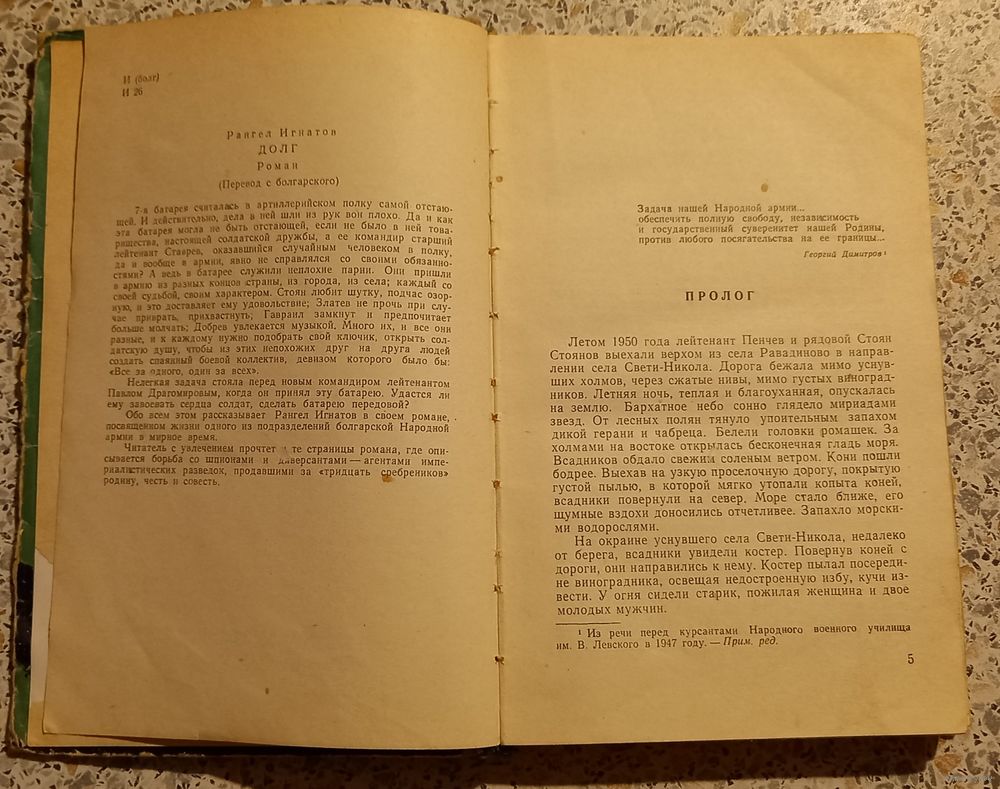 И (болг)
И 26
Рангел Игнатов
ДОЛГ
Роман
(Перевод с болгарского)
7-я батарея считалась в артиллерийском полку самой отстаю-
щей. И действительно, дела в ней шли из рук вон плохо. Да и как
эта батарея могла не быть отстающей, если не было в ней това-
рищества, настоящей солдатской дружбы, а ее командир старший
лейтенант Ставрев, оказавшийся случайным человеком в полку,
да и вообще в армии, явно не справлялся со своими обязанно-
стями? А ведь в батарее служили неплохие парни. Они пришли
в армию из разных концов страны, из города, из села; каждый со
своей судьбой, своим характером. Стоян любит шутку, подчас озор-
ную, и это доставляет ему удовольствие; Златев не прочь при слу-
чае приврать, прихвастнуть; Гавраил замкнут и предпочитает
больше молчать; Добрев увлекается музыкой. Много их, и все они
разные, и к каждому нужно подобрать свой ключик, открыть сол-
датскую душу, чтобы из этих непохожих друг на друга людей
создать спаянный боевой коллектив, девизом которого было бы:
«Все за одного, один за всех».
Нелегкая задача стояла перед новым командиром лейтенантом
Павлом Драгомировым, когда он принял эту батарею. Удастся ли
ему завоевать сердца солдат, сделать батарею передовой?
Обо всем этом рассказывает Рангел Игнатов в своем романе,
посвященном жизни одного из подразделений болгарской Народной
армии в мирное время.
Читатель с увлечением прочтет те страницы романа, где опи-
сывается борьба со шпионами и диверсантами — агентами импе-
риалистических разведок, продавшими за «тридцать сребреников»
родину, честь и совесть.
Задача нашей Народной армии...
обеспечить полную свободу, независимость
и государственный суверенитет нашей Родины,
против любого посягательства на ее границы...
Георгий Димитров ¹
ПРОЛОГ
Летом 1950 года лейтенант Пенчев и рядовой Стоян
Стоянов выехали верхом из села Равадиново в направ-
лении села Свети-Никола. Дорога бежала мимо уснув-
ших холмов, через сжатые нивы, мимо густых виноград-
ников. Летняя ночь, теплая и благоуханная, опускалась
на землю. Бархатное небо сонно глядело мириадами
звезд. От лесных полян тянуло упоительным запахом
дикой герани и чабреца. Белели головки ромашек. За
холмами на востоке открылась бесконечная гладь моря.
Всадников обдало свежим соленым ветром. Кони пошли
бодрее. Выехав на узкую проселочную дорогу, покрытую
густой пылью, в которой мягко утопали копыта коней,
всадники повернули на север. Море стало ближе, его
шумные вздохи доносились отчетливее. Запахло морски-
ми водорослями.
На окраине уснувшего села Свети-Никола, недалеко
от берега, всадники увидели костер. Повернув коней с
дороги, они направились к нему. Костер пылал посреди-
не виноградника, освещая недостроенную избу, кучи из-
вести. У огня сидели старик, пожилая женщина и двое
молодых мужчин.
¹ Из речи перед курсантами Народного военного училища
им. В. Левского в 1947 году. — Прим. ред.
5